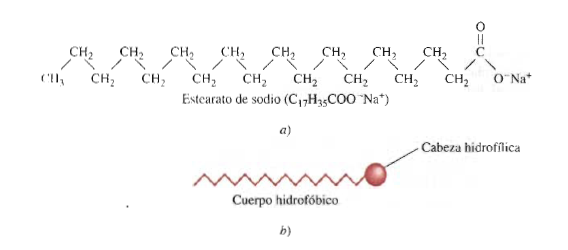 O
CH₂ CH₂ CH₂ CH₂ CH₂ CH₂ CH₂ CH₂ C
CH₃ CH₂ CH₂ CH₂ CH₂ CH₂ CH₂ CH₂ CH₂ O⁻Na⁺
Estearato de sodio (C₁₇H₃₅COO⁻Na⁺)
a)
Cabeza hidrofílica
Cuerpo hidrofóbico
b)